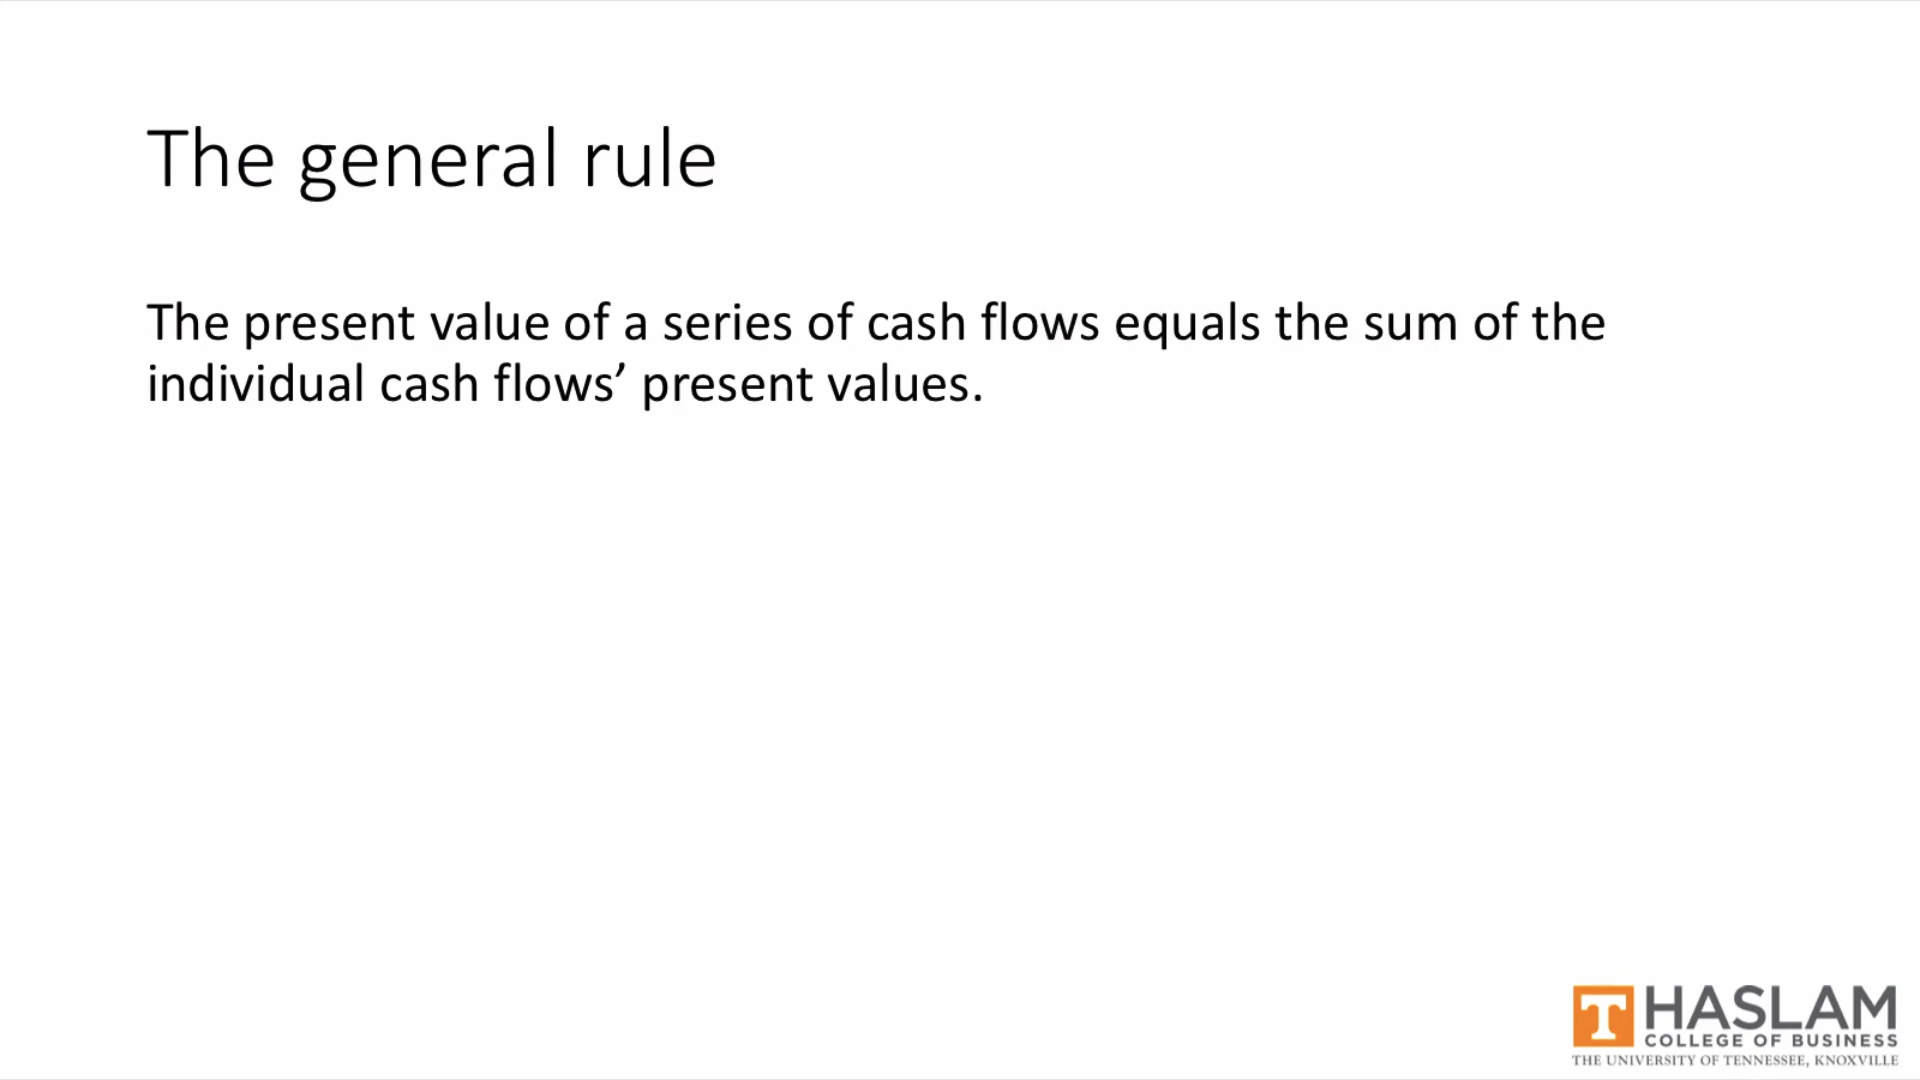 The general rule
The present value of a series of cash flows equals the sum of the
individual cash flows’ present values.
T HASLAM
COLLEGE OF BUSINESS
THE UNIVERSITY OF TENNESSEE, KNOXVILLE